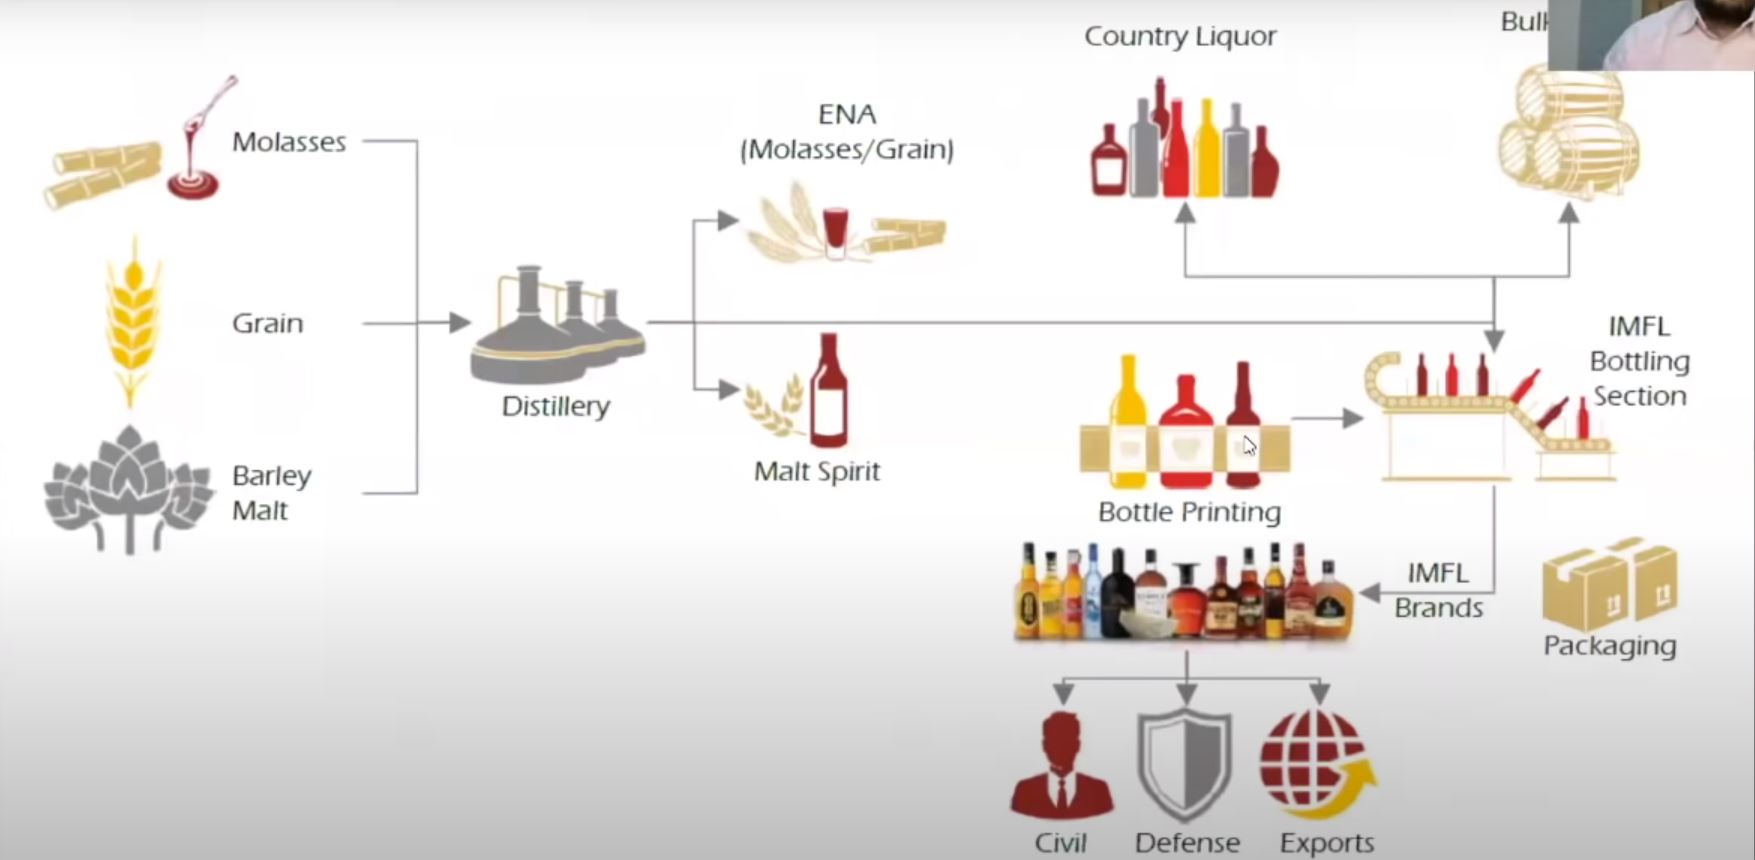 Country Liquor
ENA
(Molasses/Grain)
Molasses
Grain
Distillery
Barley
Malt
Malt Spirit
IMFL
Bottling
Section
Bottle Printing
IMFL
Brands
Packaging
Civil
Defense
Exports